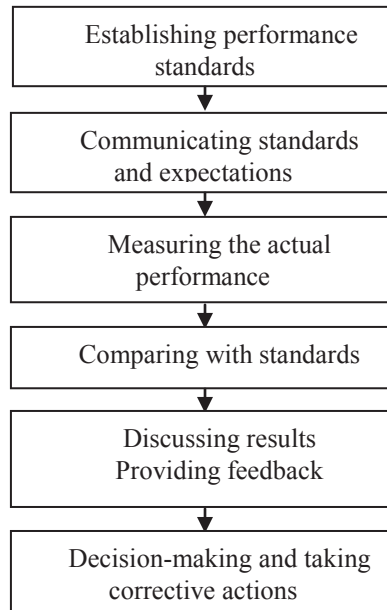 Establishing performance
standards
Communicating standards
and expectations
Measuring the actual
performance
Comparing with standards
Discussing results
Providing feedback
Decision-making and taking
corrective actions